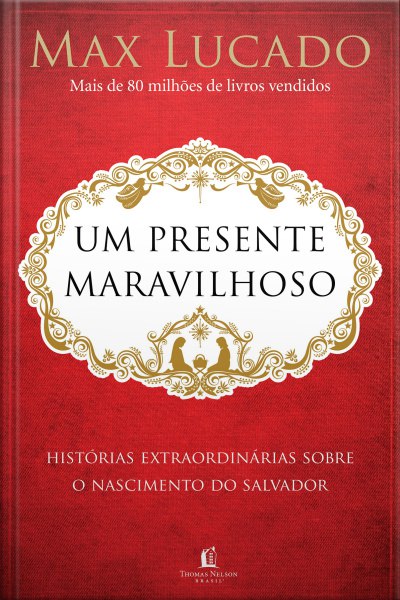 MAX LUCADO
Mais de 80 milhões de livros vendidos
UM PRESENTE
MARAVILHOSO
HISTÓRIAS EXTRAORDINÁRIAS SOBRE
O NASCIMENTO DO SALVADOR
THOMAS NELSON
BRASIL